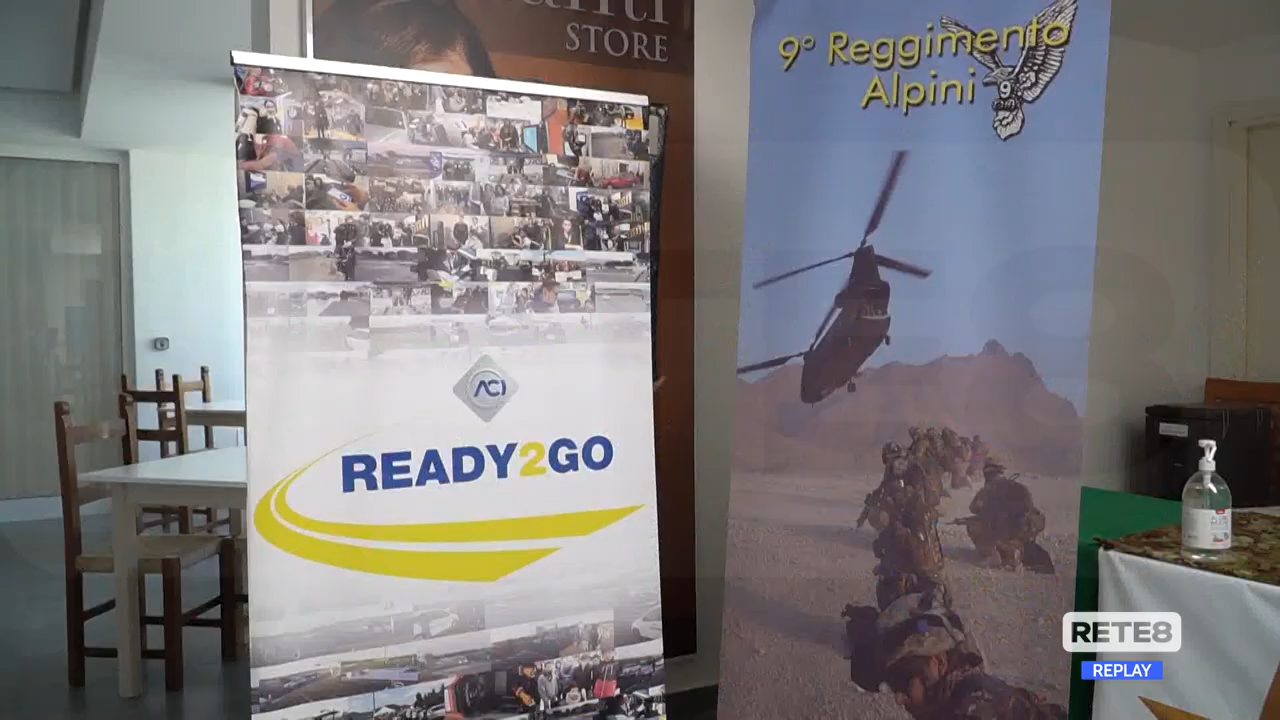 STORE
9° Reggimento
Alpini
9
ACI
READY2GO
RETE8
REPLAY